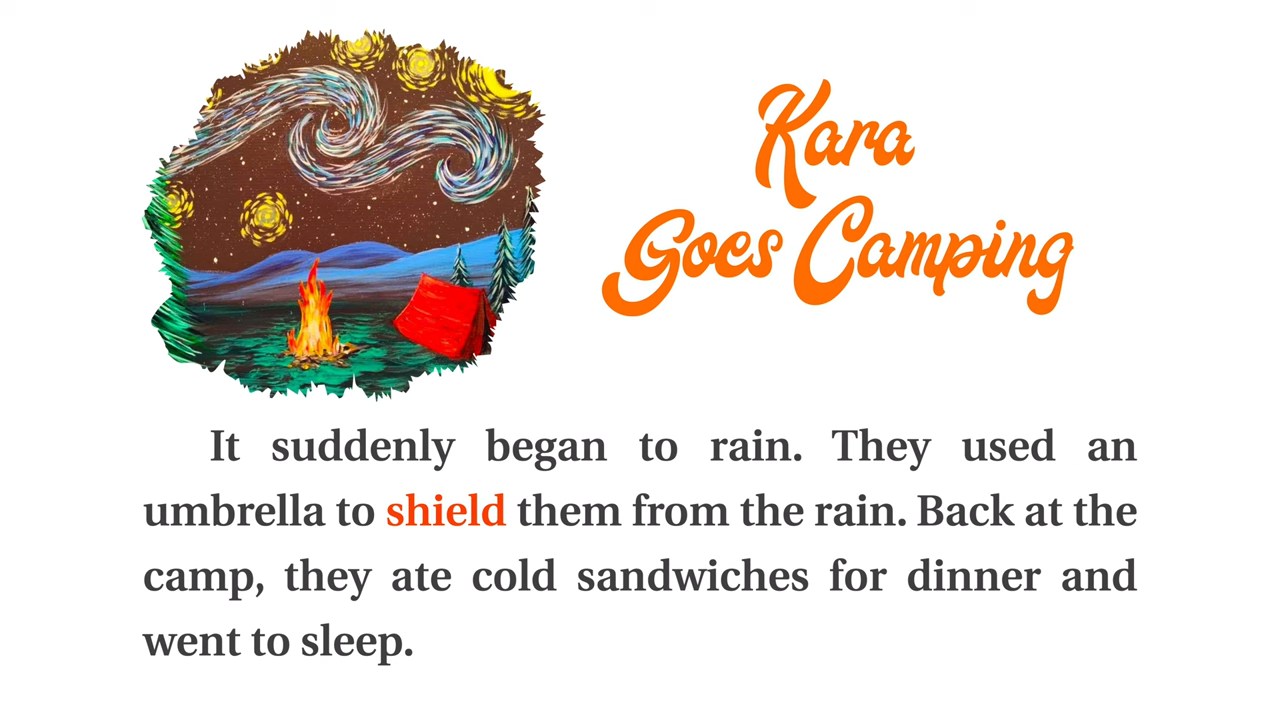 Kara
Goes Camping
It suddenly began to rain. They used an
umbrella to shield them from the rain. Back at the
camp, they ate cold sandwiches for dinner and
went to sleep.